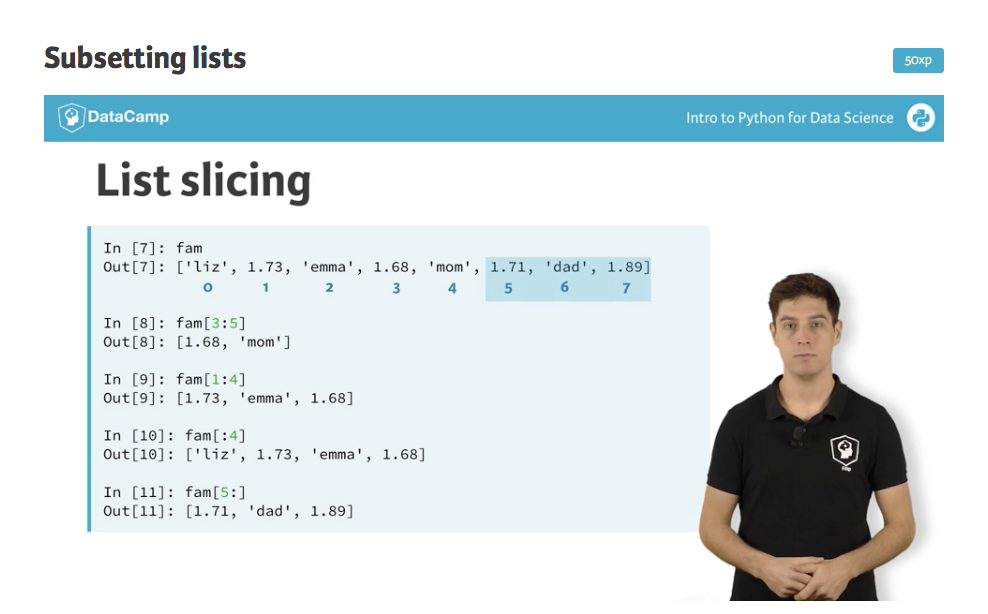 Subsetting lists
50xp
DataCamp
Intro to Python for Data Science
List slicing
In [7]: fam
Out[7]: ['liz', 1.73, 'emma', 1.68, 'mom', 1.71, 'dad', 1.89]
0 1 2 3 4 5 6 7
In [8]: fam[3:5]
Out[8]: [1.68, 'mom']
In [9]: fam[1:4]
Out[9]: [1.73, 'emma', 1.68]
In [10]: fam[:4]
Out[10]: ['liz', 1.73, 'emma', 1.68]
In [11]: fam[5:]
Out[11]: [1.71, 'dad', 1.89]